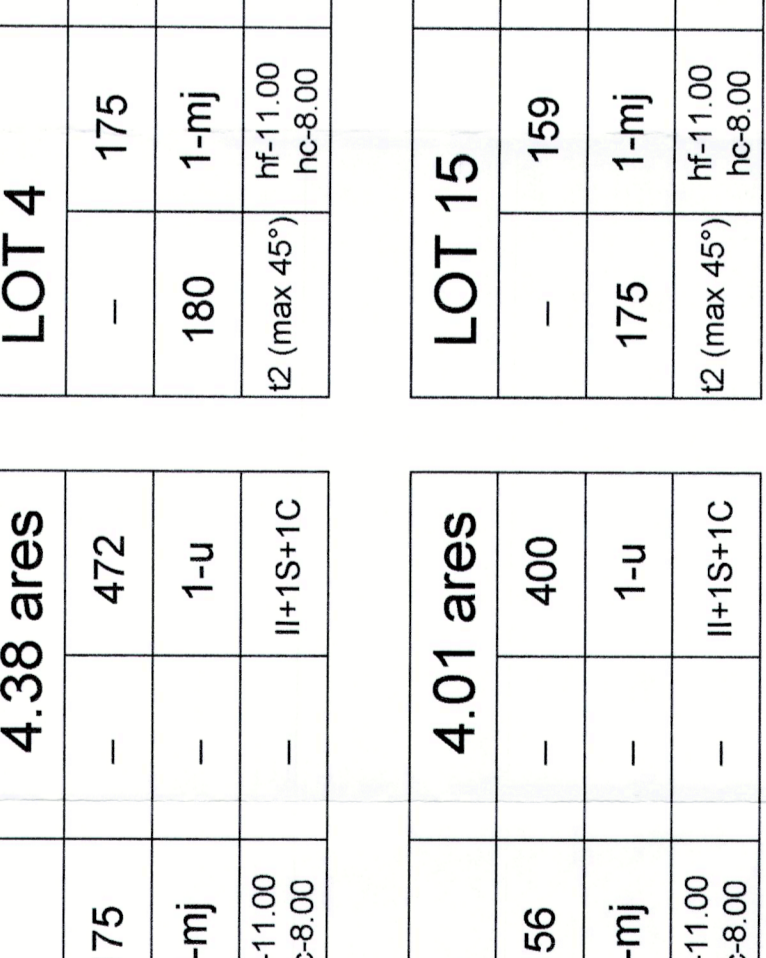 75
-mj
-11.00
c-8.00
4.38 ares
– 472
– 1-u
– II+1S+1C
LOT 4
– 175
180 1-mj
t2 (max 45°) hf-11.00
hc-8.00
56
-mj
-11.00
c-8.00
4.01 ares
– 400
– 1-u
– II+1S+1C
LOT 15
– 159
175 1-mj
t2 (max 45°) hf-11.00
hc-8.00